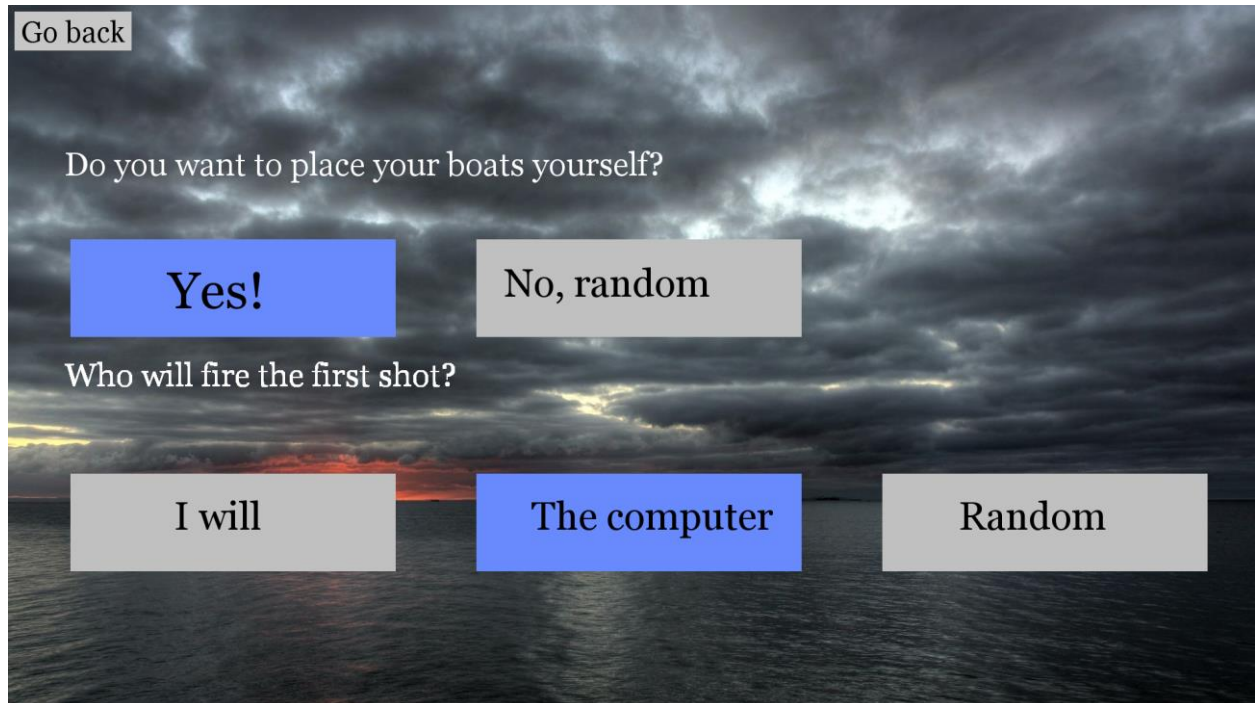 Go back
Do you want to place your boats yourself?
Yes!
No, random
Who will fire the first shot?
I will
The computer
Random